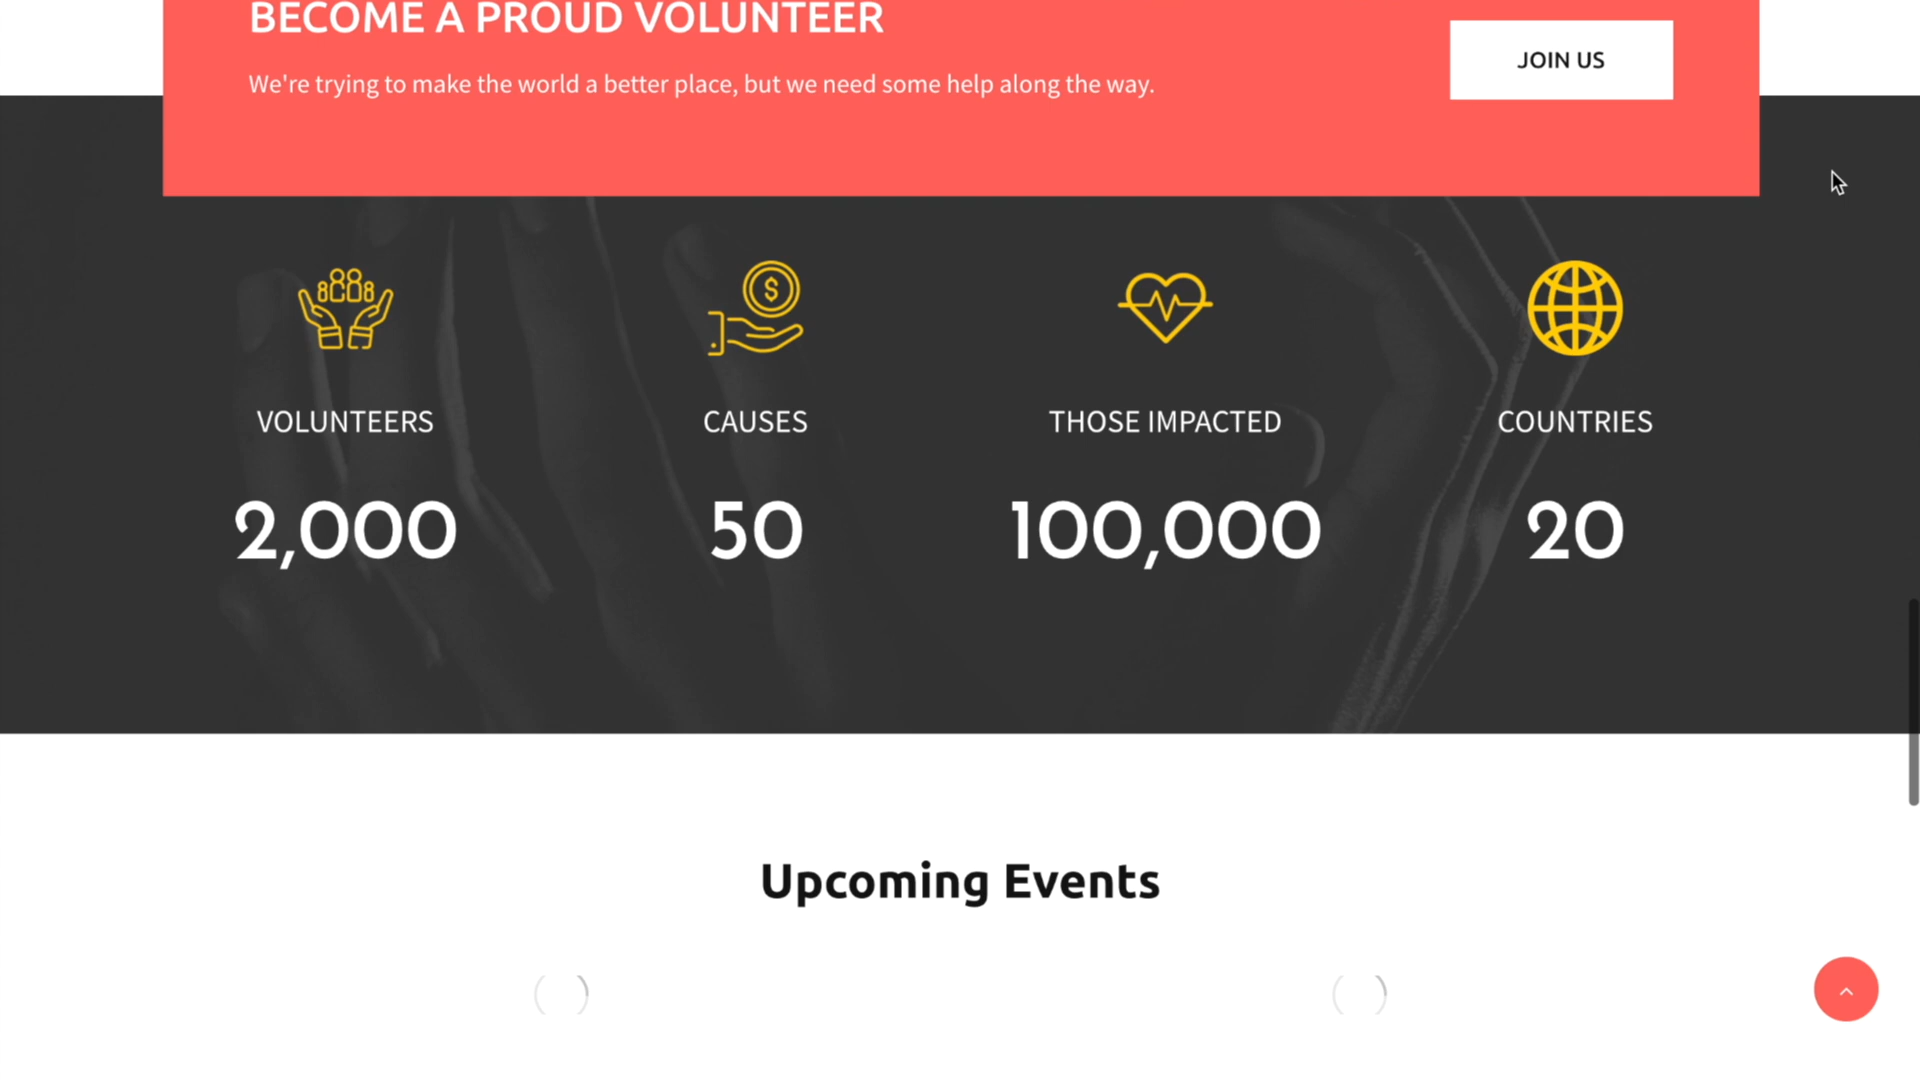 BECOME A PROUD VOLUNTEER
We're trying to make the world a better place, but we need some help along the way.
JOIN US
VOLUNTEERS
CAUSES
THOSE IMPACTED
COUNTRIES
2,000
50
100,000
20
Upcoming Events